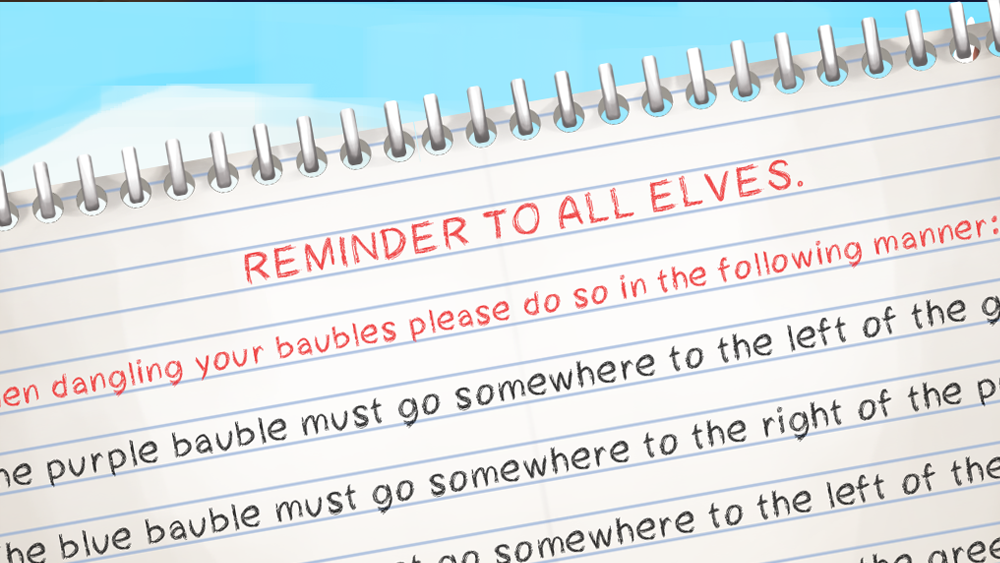 REMINDER TO ALL ELVES.
dangling your baubles please do so in the following manner:
purple bauble must go somewhere to the left of the
blue bauble must go somewhere to the right of the
go somewhere to the left of the
the